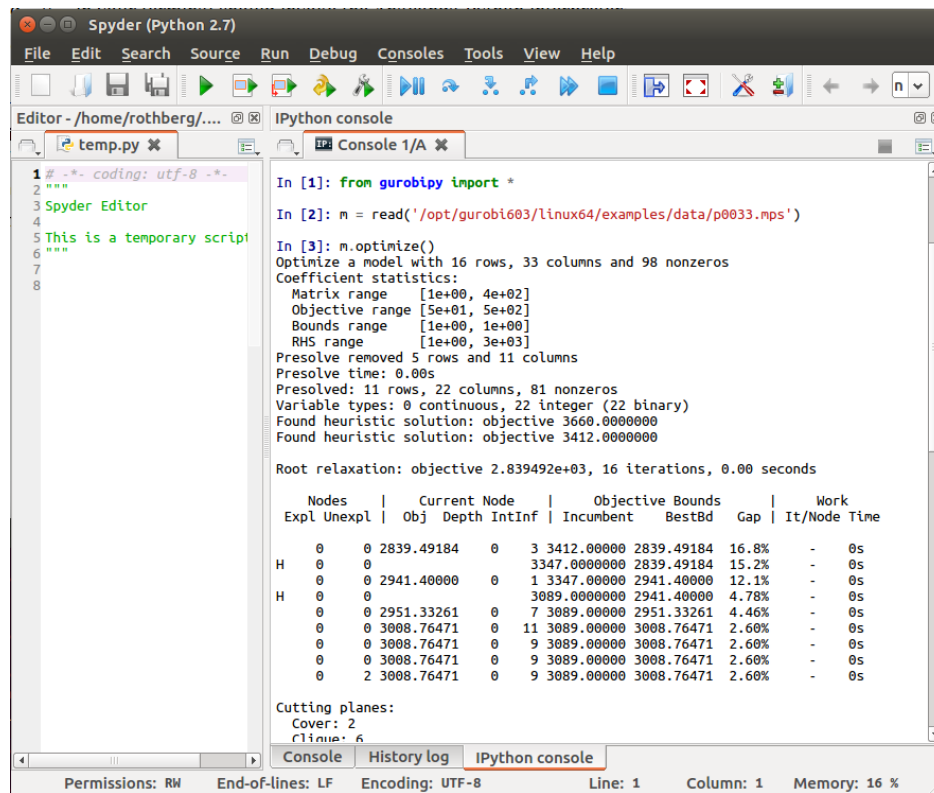 Spyder (Python 2.7)
File Edit Search Source Run Debug Consoles Tools View Help
n
Editor - /home/rothberg/....
temp.py
1 # -*- coding: utf-8 -*-
2 """
3 Spyder Editor
4
5 This is a temporary script
6 """
7
8
IPython console
IP: Console 1/A
In [1]: from gurobipy import *
In [2]: m = read('/opt/gurobi603/linux64/examples/data/p0033.mps')
In [3]: m.optimize()
Optimize a model with 16 rows, 33 columns and 98 nonzeros
Coefficient statistics:
  Matrix range    [1e+00, 4e+02]
  Objective range [5e+01, 5e+02]
  Bounds range    [1e+00, 1e+00]
  RHS range       [1e+00, 3e+03]
Presolve removed 5 rows and 11 columns
Presolve time: 0.00s
Presolved: 11 rows, 22 columns, 81 nonzeros
Variable types: 0 continuous, 22 integer (22 binary)
Found heuristic solution: objective 3660.0000000
Found heuristic solution: objective 3412.0000000
Root relaxation: objective 2.839492e+03, 16 iterations, 0.00 seconds
    Nodes    |    Current Node    |     Objective Bounds      |     Work
 Expl Unexpl |  Obj  Depth IntInf | Incumbent    BestBd   Gap | It/Node Time
     0     0 2839.49184    0    3 3412.00000 2839.49184  16.8%     -    0s
H    0     0                      3347.0000000 2839.49184  15.2%     -    0s
     0     0 2941.40000    0    1 3347.00000 2941.40000  12.1%     -    0s
H    0     0                      3089.0000000 2941.40000  4.78%     -    0s
     0     0 2951.33261    0    7 3089.00000 2951.33261  4.46%     -    0s
     0     0 3008.76471    0   11 3089.00000 3008.76471  2.60%     -    0s
     0     0 3008.76471    0    9 3089.00000 3008.76471  2.60%     -    0s
     0     0 3008.76471    0    9 3089.00000 3008.76471  2.60%     -    0s
     0     2 3008.76471    0    9 3089.00000 3008.76471  2.60%     -    0s
Cutting planes:
  Cover: 2
  Clique: 6
Console History log IPython console
Permissions: RW End-of-lines: LF Encoding: UTF-8 Line: 1 Column: 1 Memory: 16 %